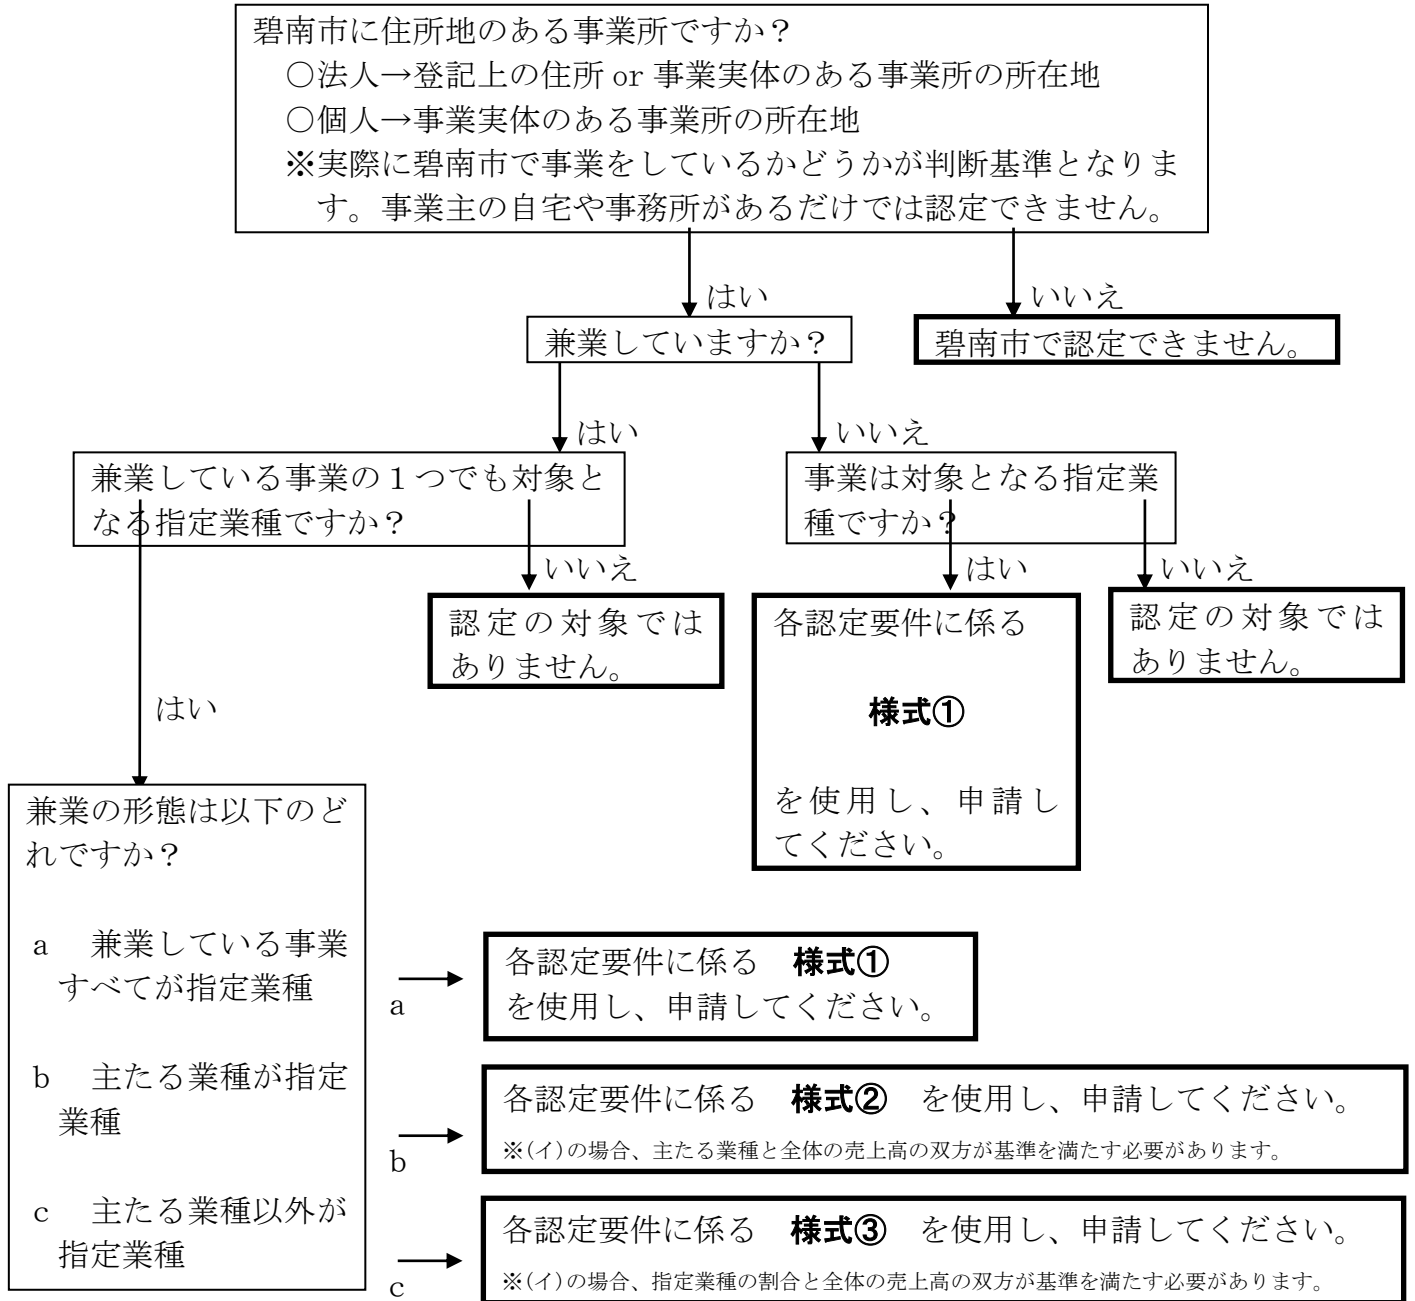 碧南市に住所地のある事業所ですか？
○法人→登記上の住所 or 事業実体のある事業所の所在地
○個人→事業実体のある事業所の所在地
※実際に碧南市で事業をしているかどうかが判断基準となりま
す。事業主の自宅や事務所があるだけでは認定できません。
はい
いいえ
兼業していますか？
碧南市で認定できません。
はい
いいえ
兼業している事業の１つでも対象と
なる指定業種ですか？
事業は対象となる指定業
種ですか？
いいえ
はい
いいえ
認定の対象では
ありません。
各認定要件に係る
様式①
を使用し、申請し
てください。
認定の対象では
ありません。
はい
兼業の形態は以下のど
れですか？
a　兼業している事業
すべてが指定業種
a
各認定要件に係る　様式①
を使用し、申請してください。
b　主たる業種が指定
業種
b
各認定要件に係る　様式②　を使用し、申請してください。
※(イ)の場合、主たる業種と全体の売上高の双方が基準を満たす必要があります。
c　主たる業種以外が
指定業種
c
各認定要件に係る　様式③　を使用し、申請してください。
※(イ)の場合、指定業種の割合と全体の売上高の双方が基準を満たす必要があります。